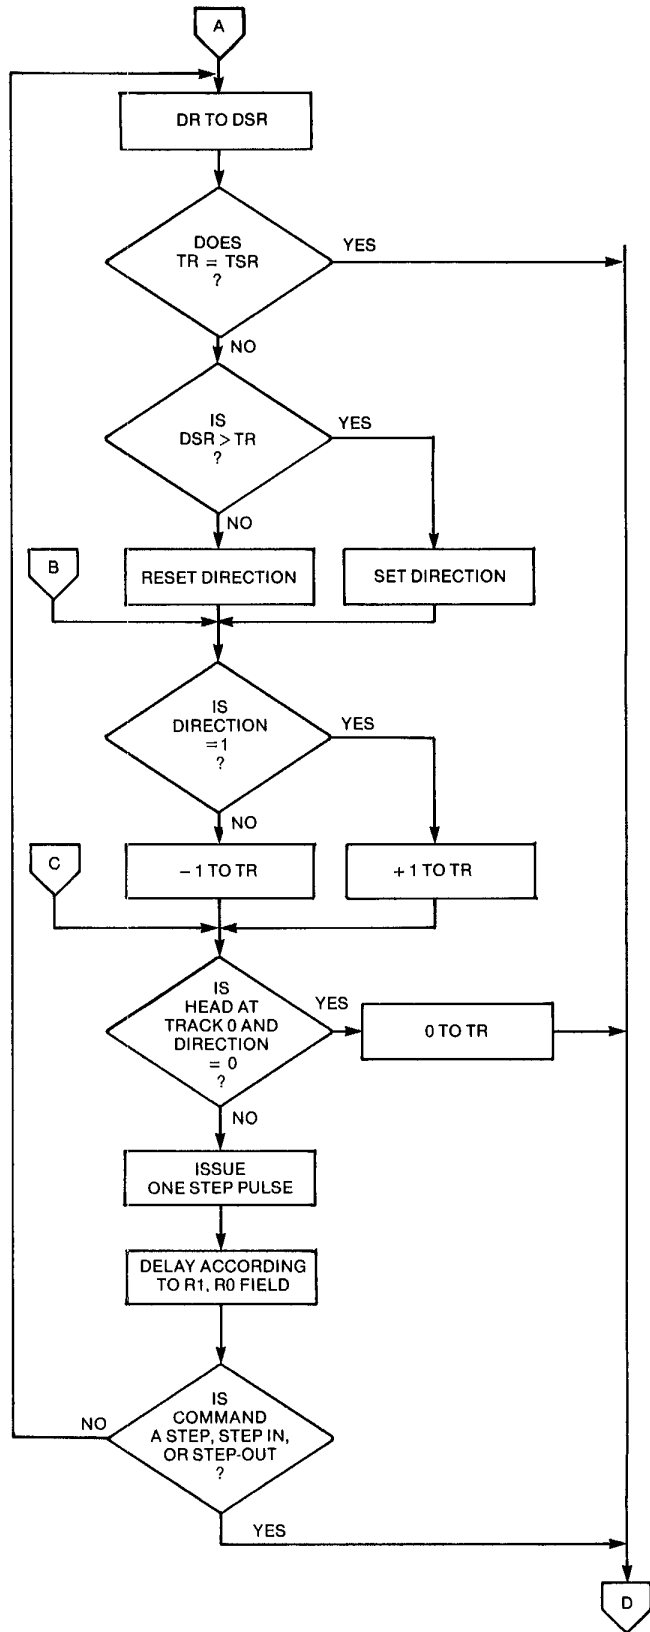 A
DR TO DSR
DOES
TR = TSR
?
YES
NO
IS
DSR > TR
?
YES
NO
B
RESET DIRECTION
SET DIRECTION
IS
DIRECTION
=1
?
YES
NO
C
– 1 TO TR
+ 1 TO TR
IS
HEAD AT
TRACK 0 AND
DIRECTION
= 0
?
YES
0 TO TR
NO
ISSUE
ONE STEP PULSE
DELAY ACCORDING
TO R1, R0 FIELD
IS
COMMAND
A STEP, STEP IN,
OR STEP-OUT
?
NO
YES
D